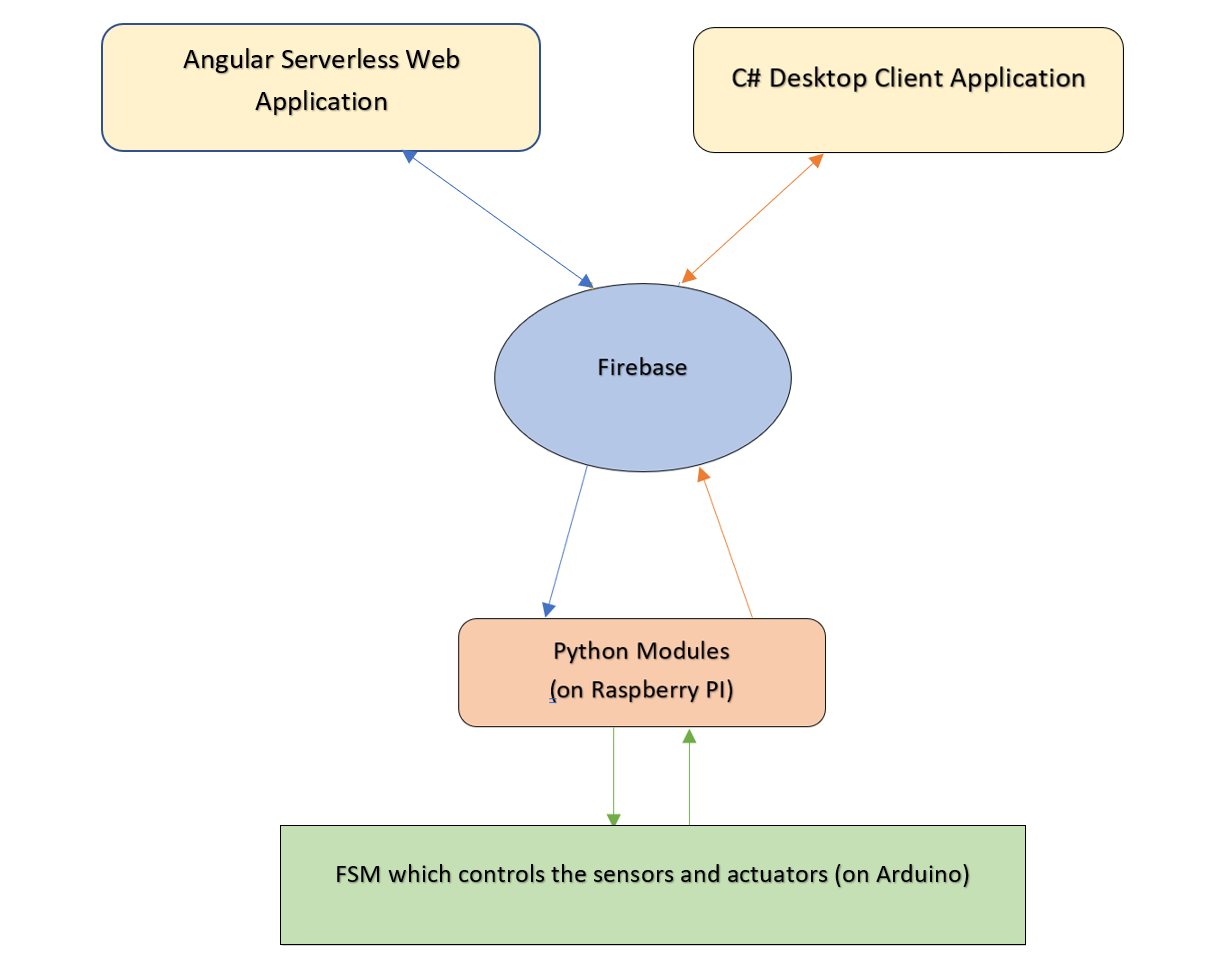 Angular Serverless Web
Application
C# Desktop Client Application
Firebase
Python Modules
(on Raspberry PI)
FSM which controls the sensors and actuators (on Arduino)